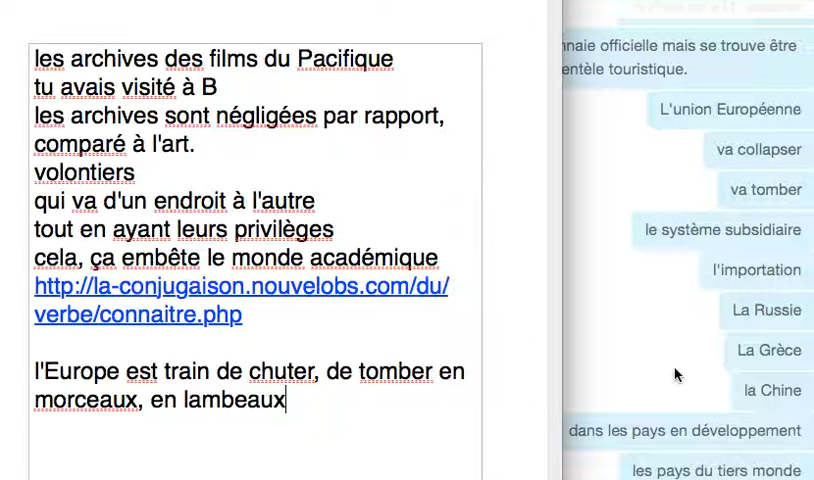 les archives des films du Pacifique
tu avais visité à B
les archives sont négligées par rapport,
comparé à l'art.
volontiers
qui va d'un endroit à l'autre
tout en ayant leurs privilèges
cela, ça embête le monde académique
http://la-conjugaison.nouvelobs.com/du/
verbe/connaitre.php
l'Europe est train de chuter, de tomber en
morceaux, en lambeaux
nnaie officielle mais se trouve être
entèle touristique.
L'union Européenne
va collapser
va tomber
le système subsidiaire
l'importation
La Russie
La Grèce
la Chine
dans les pays en développement
les pays du tiers monde